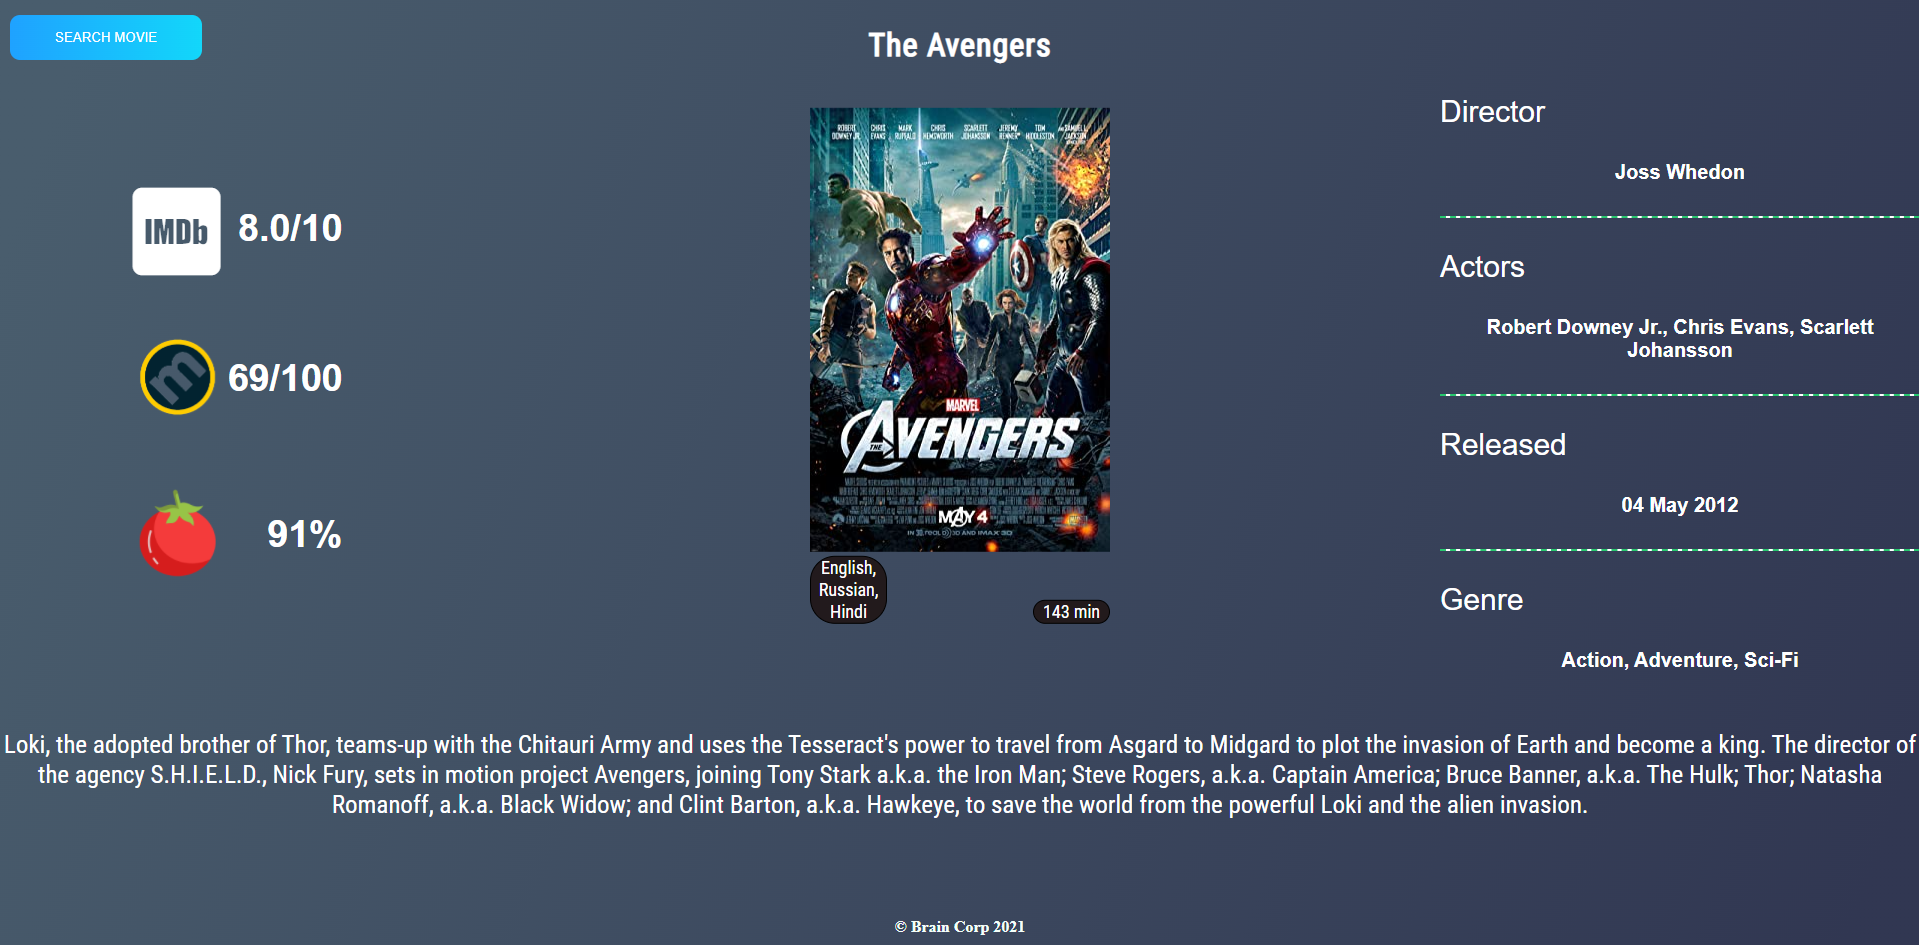 SEARCH MOVIE
The Avengers
IMDb
8.0/10
m
69/100
91%
ROBERT DOWNEY JR. CHRIS EVANS MARK RUFFALO CHRIS HEMSWORTH SCARLETT JOHANSSON JEREMY RENNER TOM HIDDLESTON AND SAMUEL L. JACKSON
MARVEL
THE AVENGERS
MAY 4
IN REAL D 3D AND IMAX 3D
English,
Russian,
Hindi
143 min
Director
Joss Whedon
Actors
Robert Downey Jr., Chris Evans, Scarlett
Johansson
Released
04 May 2012
Genre
Action, Adventure, Sci-Fi
Loki, the adopted brother of Thor, teams-up with the Chitauri Army and uses the Tesseract's power to travel from Asgard to Midgard to plot the invasion of Earth and become a king. The director of
the agency S.H.I.E.L.D., Nick Fury, sets in motion project Avengers, joining Tony Stark a.k.a. the Iron Man; Steve Rogers, a.k.a. Captain America; Bruce Banner, a.k.a. The Hulk; Thor; Natasha
Romanoff, a.k.a. Black Widow; and Clint Barton, a.k.a. Hawkeye, to save the world from the powerful Loki and the alien invasion.
© Brain Corp 2021